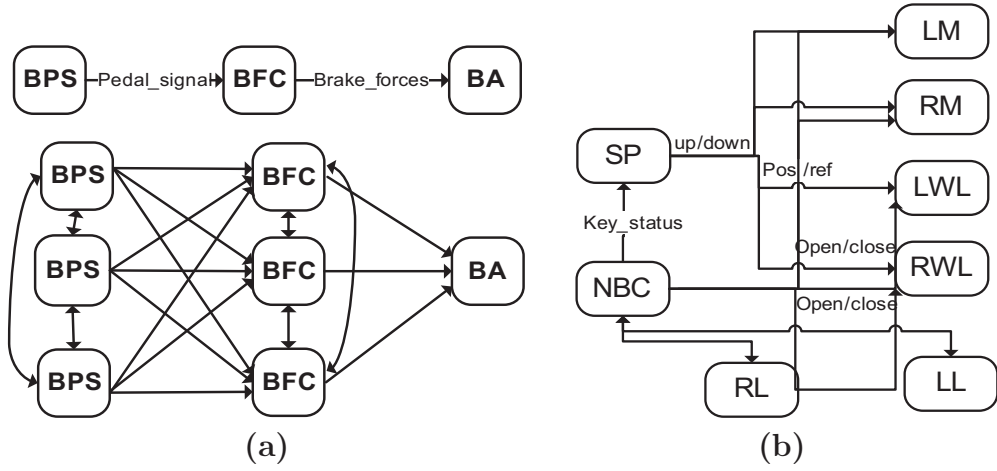 BPS Pedal_signal BFC Brake_forces BA
BPS BFC
BPS BFC BA
BPS BFC
(a)
LM
RM
SP up/down
Pos /ref LWL
Key_status
Open/close RWL
NBC
Open/close
RL LL
(b)